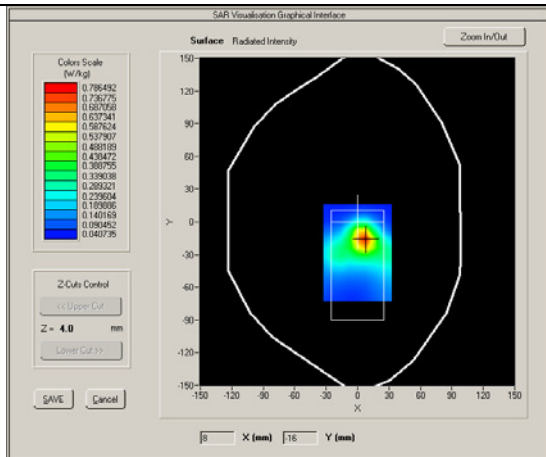 SAR Visualisation Graphical Interface
Surface Radiated Intensity
Zoom In/Out
Colors Scale
(W/kg)
0.786492
0.736775
0.687058
0.637341
0.587624
0.537907
0.488189
0.438472
0.388755
0.339038
0.289321
0.239604
0.189886
0.140169
0.090452
0.040735
Z-Cuts Control
<< Upper Cut
Z = 4.0 mm
Lower Cut >>
SAVE Cancel
150-
120-
90-
60-
30-
0-
-30-
-60-
-90-
-120-
-150-
Y
-150 -120 -90 -60 -30 0 30 60 90 120 150
X
8 X (mm) -16 Y (mm)